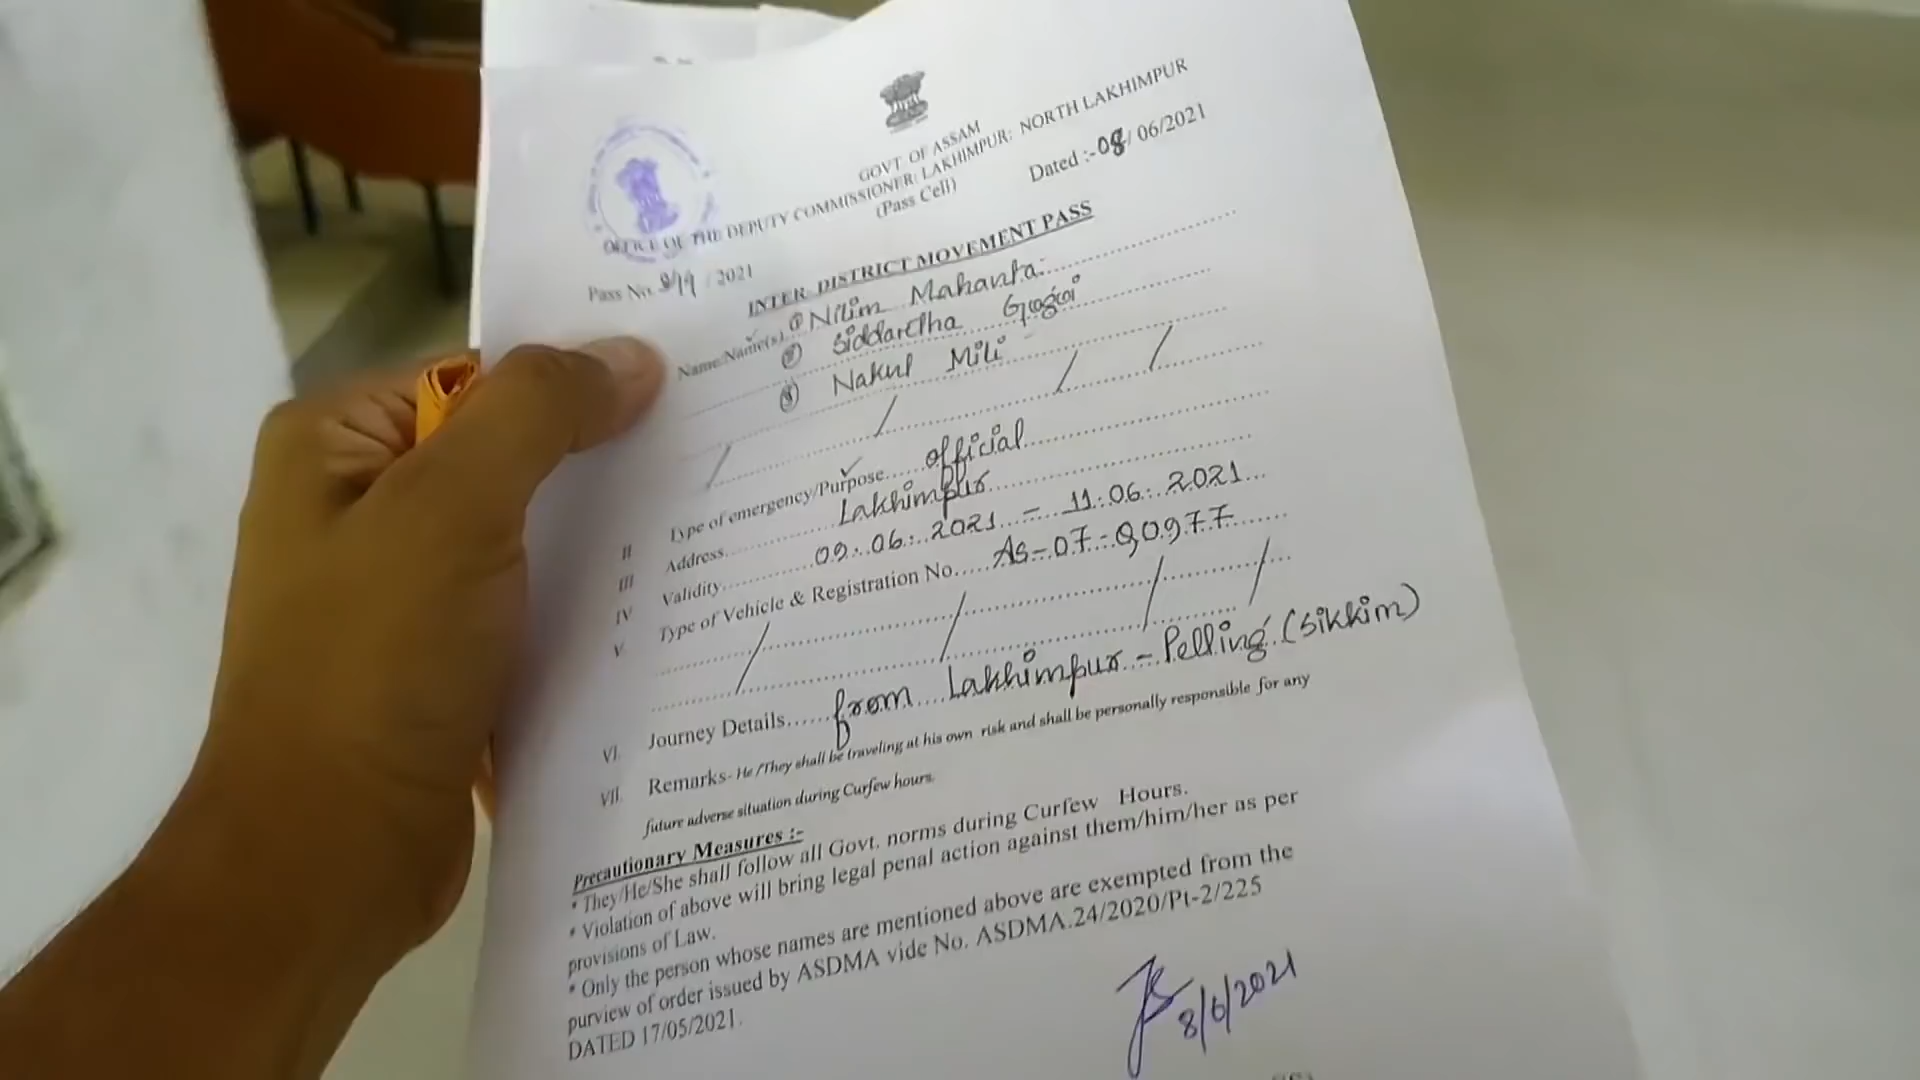 GOVT. OF ASSAM
OFFICE OF THE DEPUTY COMMISSIONER: LAKHIMPUR: NORTH LAKHIMPUR
(Pass Cell)
Dated :-08/06/2021
Pass No. / 2021
INTER DISTRICT MOVEMENT PASS
Name/Name(s) ① Nilim Mahanta
② Siddartha
③ Nakul Mili
II Type of emergency/Purpose..... official
III Address............ Lakhimpur
IV Validity............ 09.06.2021 - 11.06.2021
V. Type of Vehicle & Registration No..... As-07-Q0977
VI. Journey Details...... from Lakhimpur - Pelling (Sikkim)
VII. Remarks- He /They shall be traveling at his own risk and shall be personally responsible for any
future adverse situation during Curfew hours.
Precautionary Measures :-
* They/He/She shall follow all Govt. norms during Curfew Hours.
* Violation of above will bring legal penal action against them/him/her as per
provisions of Law.
* Only the person whose names are mentioned above are exempted from the
purview of order issued by ASDMA vide No. ASDMA.24/2020/Pt-2/225
DATED 17/05/2021.
8/6/2021